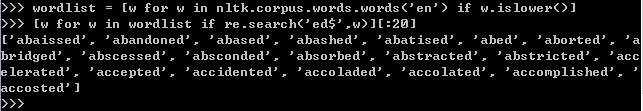 >>> wordlist = [w for w in nltk.corpus.words.words('en') if w.islower()]
>>> [w for w in wordlist if re.search('ed$',w)][:20]
['abaissed', 'abandoned', 'abased', 'abashed', 'abatised', 'abed', 'aborted', 'a
bridged', 'abscessed', 'absconded', 'absorbed', 'abstracted', 'abstricted', 'acc
elerated', 'accepted', 'accidented', 'accoladed', 'accolated', 'accomplished', '
accosted']
>>>